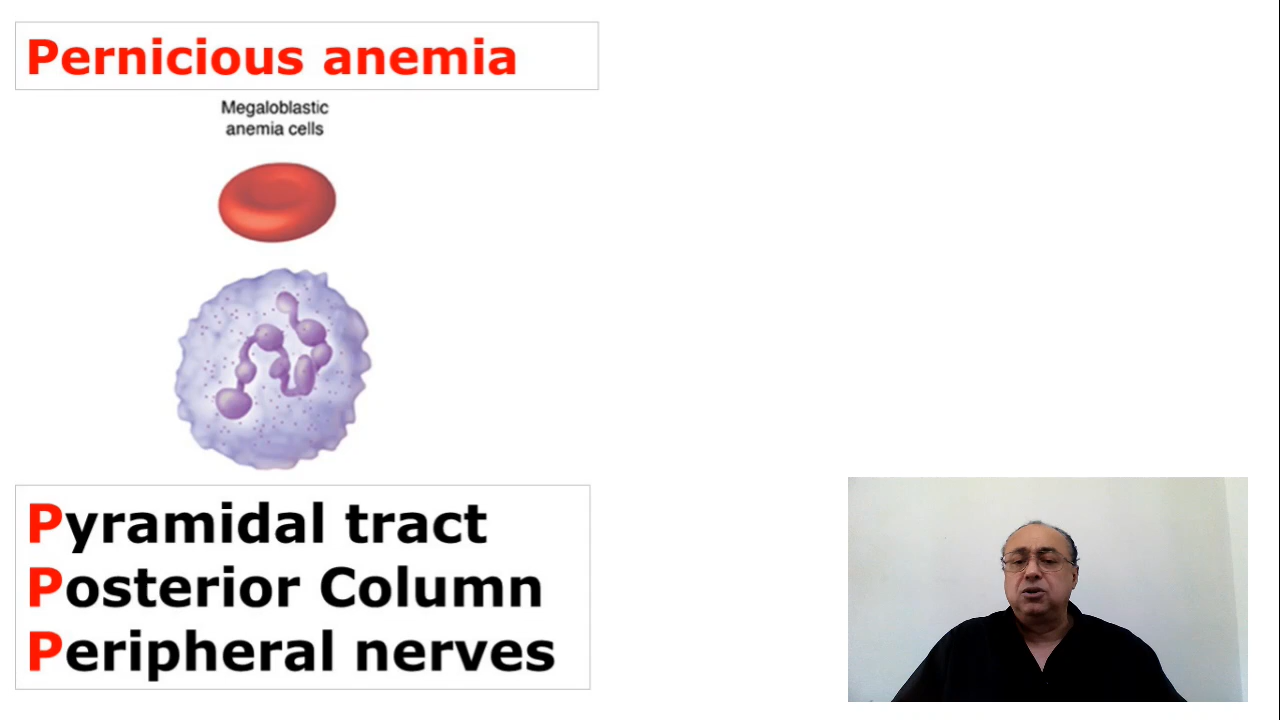 Pernicious anemia
Megaloblastic
anemia cells
Pyramidal tract
Posterior Column
Peripheral nerves